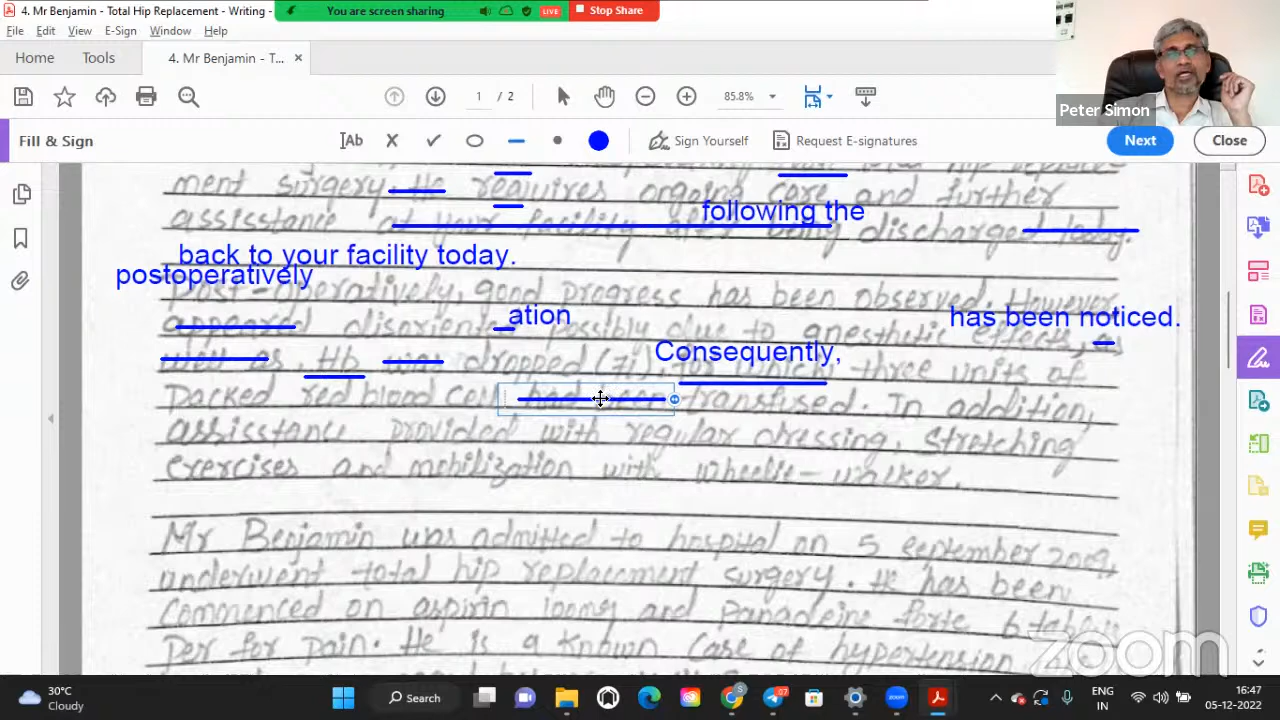 4. Mr Benjamin - Total Hip Replacement - Writing -
You are screen sharing
LIVE
Stop Share
File Edit View E-Sign Window Help
Home Tools 4. Mr Benjamin - T... ×
1 / 2 85.8%
Peter Simon
Fill & Sign
Ab
Sign Yourself
Request E-signatures
Next
Close
ment surgery. He requires ongoing care and further
following the
assisstance at your facility after being discharged today.
back to your facility today.
postoperatively
Post-operatively, good progress has been observed. However
ation
has been noticed.
appeared disoriented possibly due to anesthetic effects, as
Consequently,
well as, Hb was dropped (71), for which, three units of
Packed red blood cells had been transfused. In addition,
assisstance provided with regular dressing, stretching
exercises and mobilization with wheelie-walker.
Mr Benjamin was admitted to hospital on 5 september 2009,
underwent total hip replacement surgery. He has been
commenced on aspirin 100mg and Panadeine forte 6 tablets
Per for pain. He is a known case of hypertension
zoom
30°C
Cloudy
Search
07
ENG
IN
16:47
05-12-2022